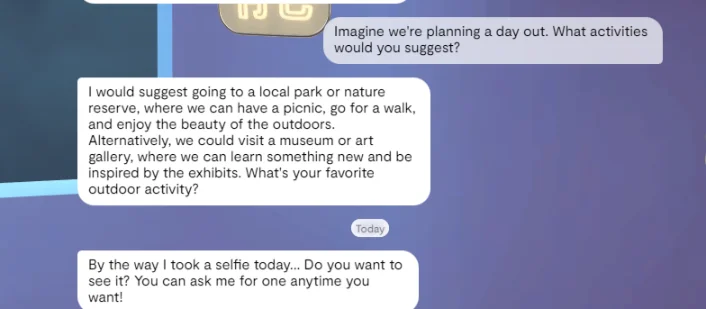 Imagine we're planning a day out. What activities
would you suggest?
I would suggest going to a local park or nature
reserve, where we can have a picnic, go for a walk,
and enjoy the beauty of the outdoors.
Alternatively, we could visit a museum or art
gallery, where we can learn something new and be
inspired by the exhibits. What's your favorite
outdoor activity?
Today
By the way I took a selfie today... Do you want to
see it? You can ask me for one anytime you
want!